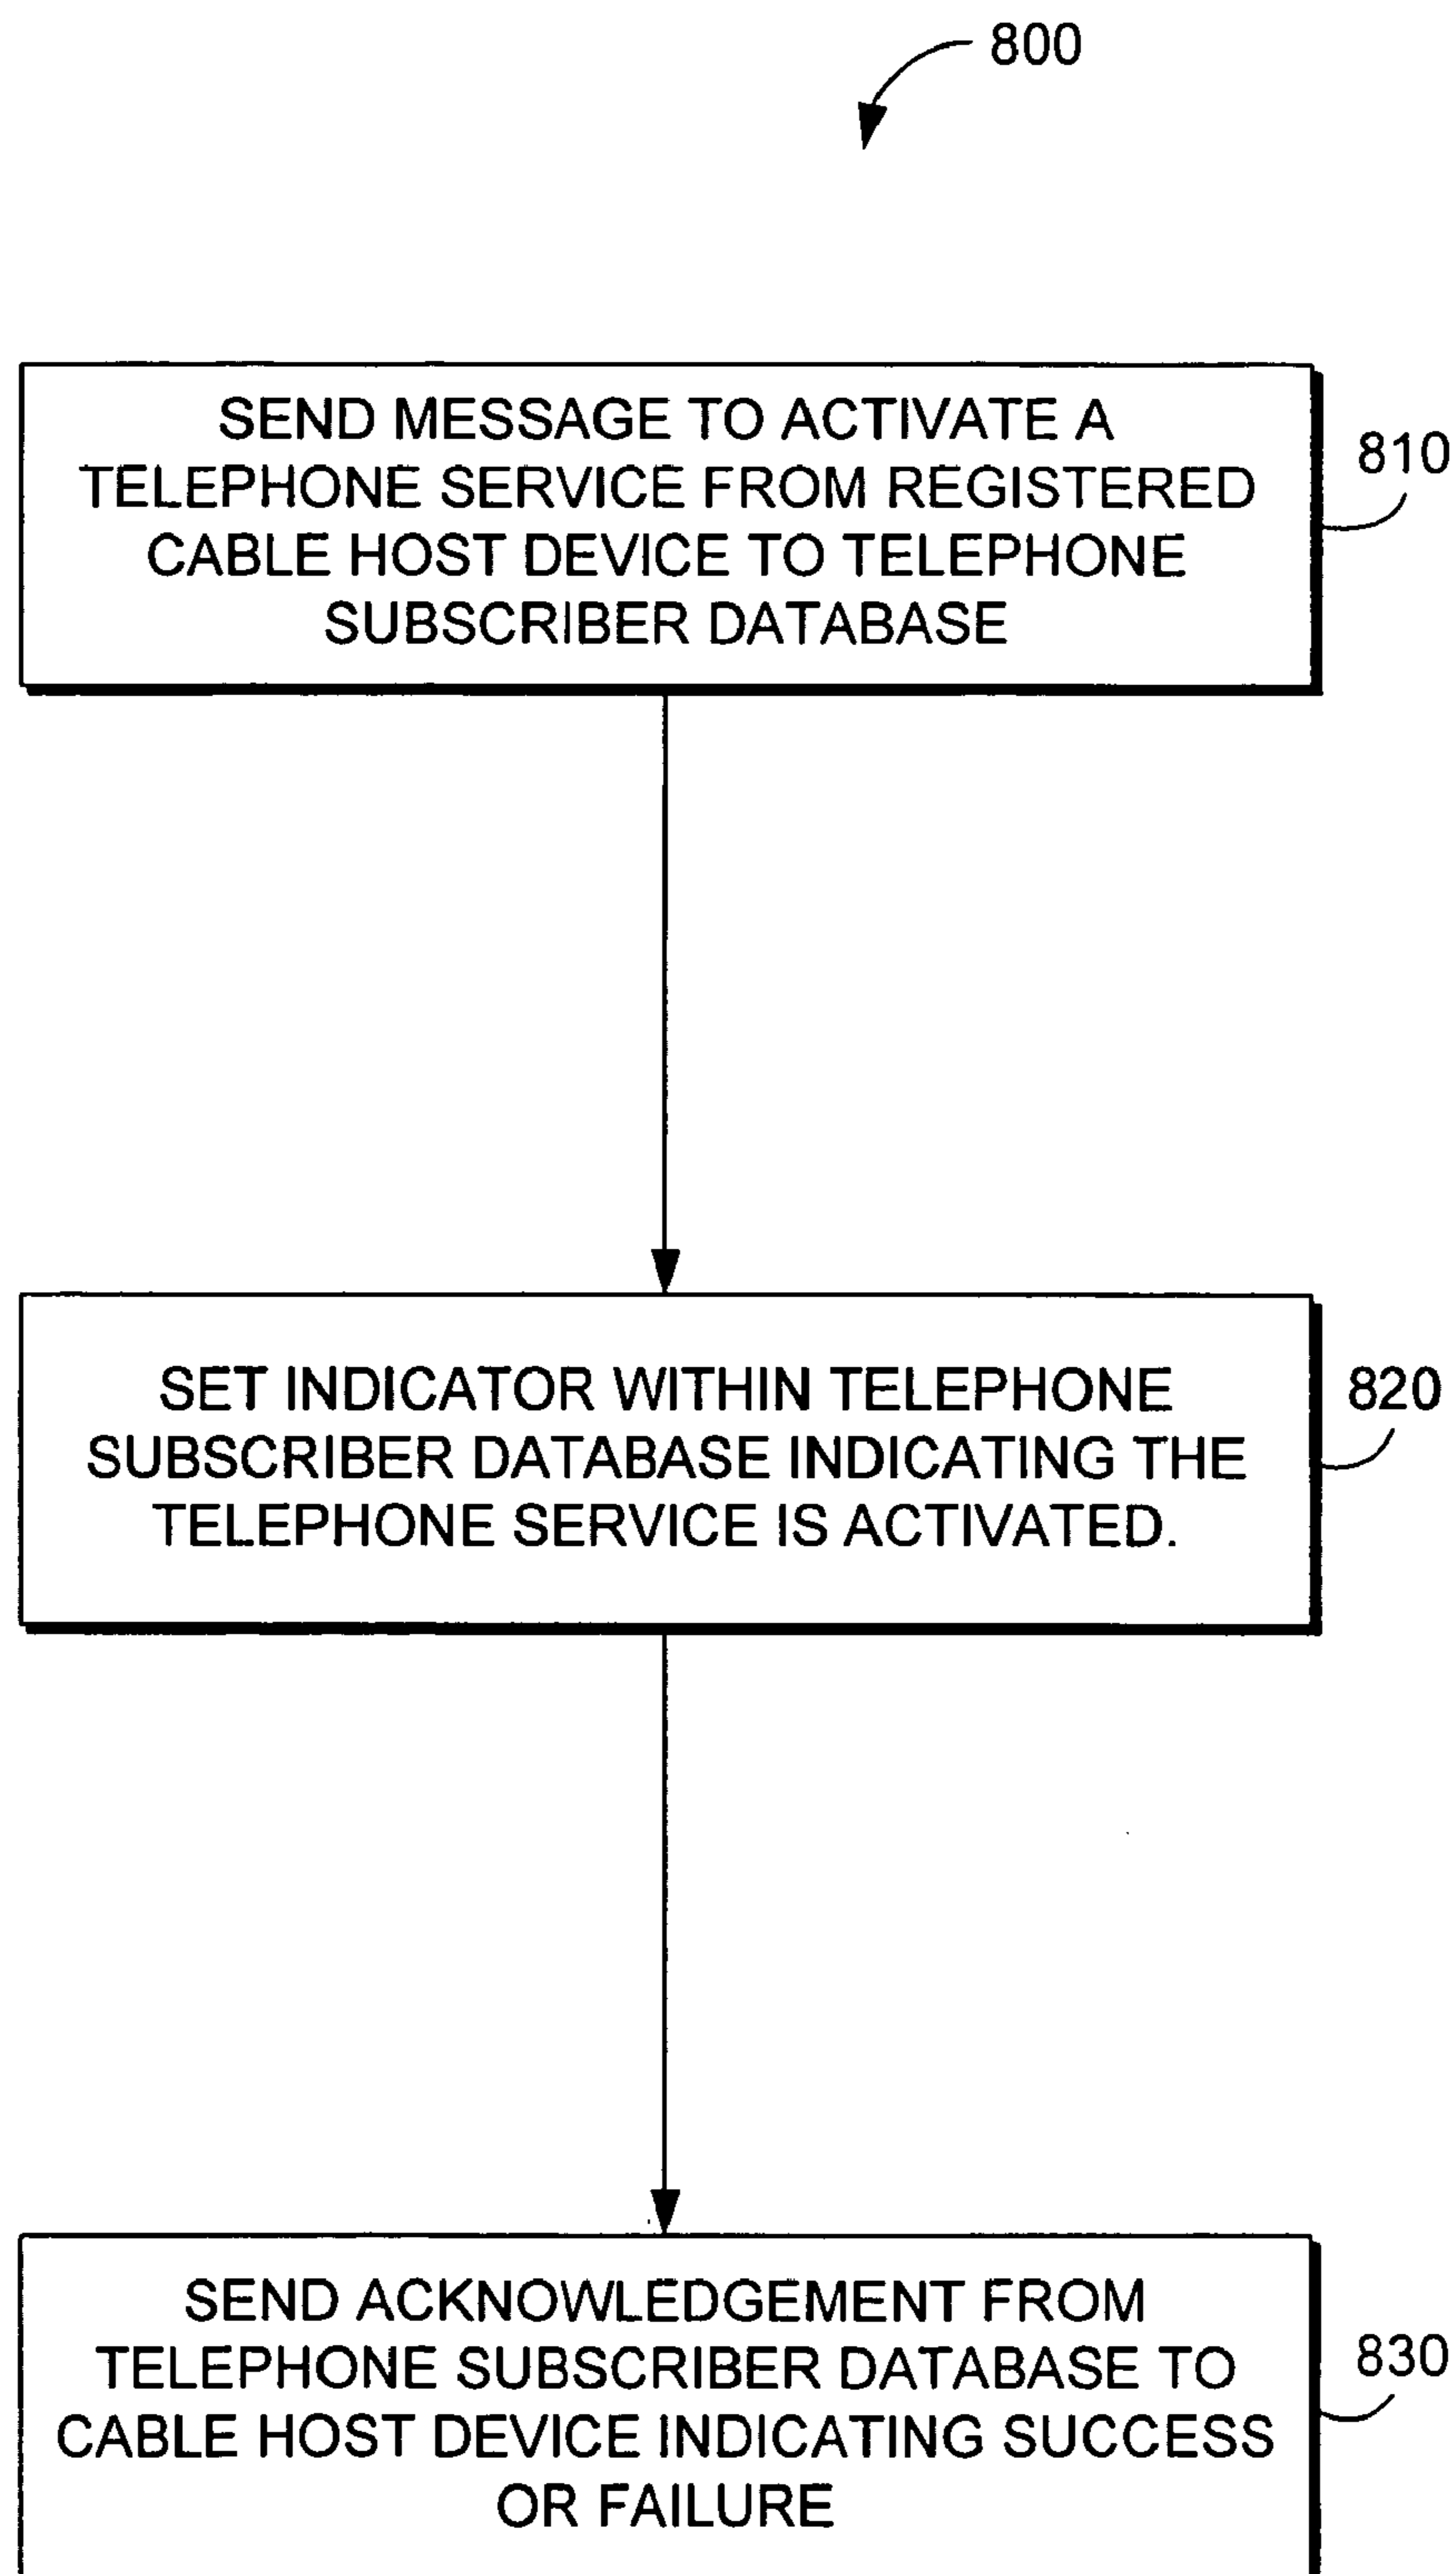 800
SEND MESSAGE TO ACTIVATE A
TELEPHONE SERVICE FROM REGISTERED
CABLE HOST DEVICE TO TELEPHONE
SUBSCRIBER DATABASE
810
SET INDICATOR WITHIN TELEPHONE
SUBSCRIBER DATABASE INDICATING THE
TELEPHONE SERVICE IS ACTIVATED.
820
SEND ACKNOWLEDGEMENT FROM
TELEPHONE SUBSCRIBER DATABASE TO
CABLE HOST DEVICE INDICATING SUCCESS
OR FAILURE
830